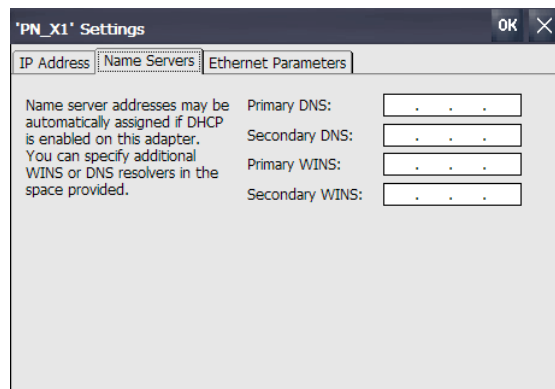 'PN_X1' Settings
OK
IP Address
Name Servers
Ethernet Parameters
Name server addresses may be
automatically assigned if DHCP
is enabled on this adapter.
You can specify additional
WINS or DNS resolvers in the
space provided.
Primary DNS:
. . .
Secondary DNS:
. . .
Primary WINS:
. . .
Secondary WINS:
. . .